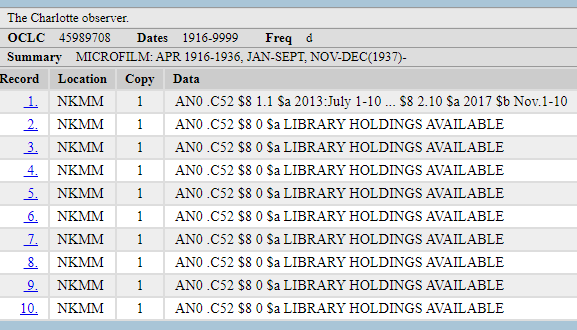 The Charlotte observer.
OCLC 45989708 Dates 1916-9999 Freq d
Summary MICROFILM: APR 1916-1936, JAN-SEPT, NOV-DEC(1937)-
Record Location Copy Data
1. NKMM 1 AN0 .C52 $8 1.1 $a 2013:July 1-10 ... $8 2.10 $a 2017 $b Nov.1-10
2. NKMM 1 AN0 .C52 $8 0 $a LIBRARY HOLDINGS AVAILABLE
3. NKMM 1 AN0 .C52 $8 0 $a LIBRARY HOLDINGS AVAILABLE
4. NKMM 1 AN0 .C52 $8 0 $a LIBRARY HOLDINGS AVAILABLE
5. NKMM 1 AN0 .C52 $8 0 $a LIBRARY HOLDINGS AVAILABLE
6. NKMM 1 AN0 .C52 $8 0 $a LIBRARY HOLDINGS AVAILABLE
7. NKMM 1 AN0 .C52 $8 0 $a LIBRARY HOLDINGS AVAILABLE
8. NKMM 1 AN0 .C52 $8 0 $a LIBRARY HOLDINGS AVAILABLE
9. NKMM 1 AN0 .C52 $8 0 $a LIBRARY HOLDINGS AVAILABLE
10. NKMM 1 AN0 .C52 $8 0 $a LIBRARY HOLDINGS AVAILABLE